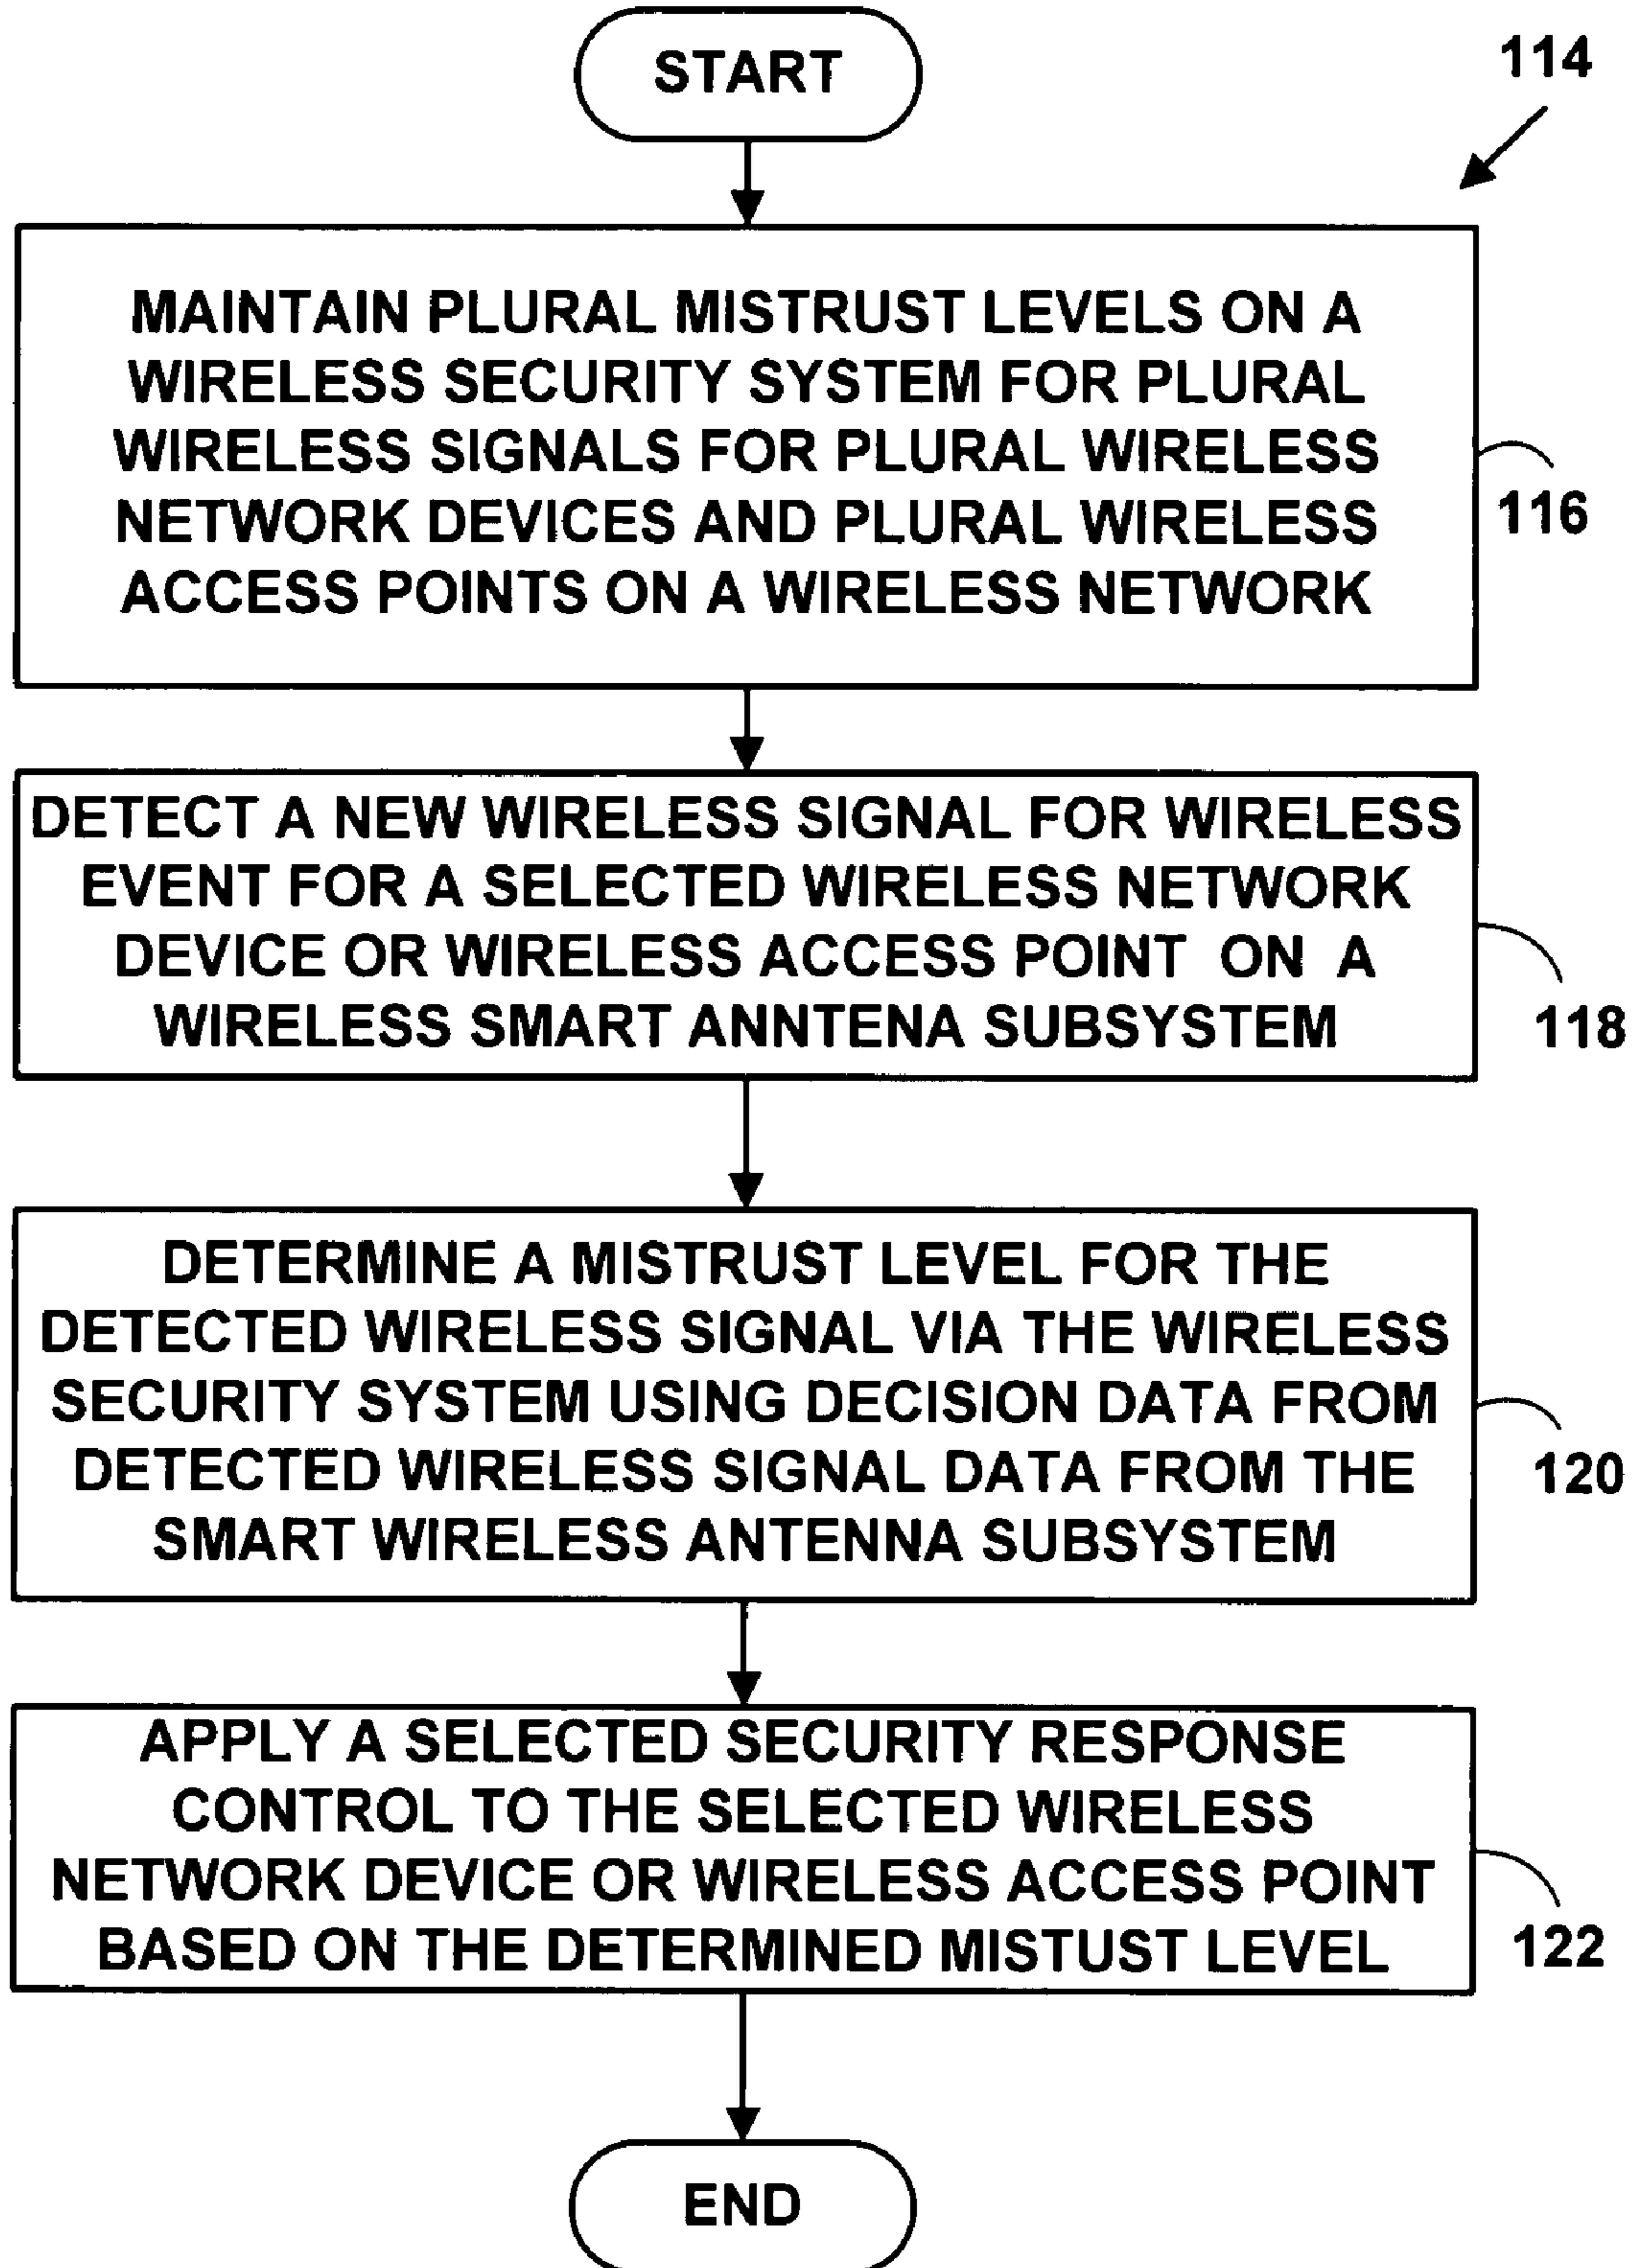 START
114
MAINTAIN PLURAL MISTRUST LEVELS ON A
WIRELESS SECURITY SYSTEM FOR PLURAL
WIRELESS SIGNALS FOR PLURAL WIRELESS
NETWORK DEVICES AND PLURAL WIRELESS
ACCESS POINTS ON A WIRELESS NETWORK
116
DETECT A NEW WIRELESS SIGNAL FOR WIRELESS
EVENT FOR A SELECTED WIRELESS NETWORK
DEVICE OR WIRELESS ACCESS POINT ON A
WIRELESS SMART ANNTENA SUBSYSTEM
118
DETERMINE A MISTRUST LEVEL FOR THE
DETECTED WIRELESS SIGNAL VIA THE WIRELESS
SECURITY SYSTEM USING DECISION DATA FROM
DETECTED WIRELESS SIGNAL DATA FROM THE
SMART WIRELESS ANTENNA SUBSYSTEM
120
APPLY A SELECTED SECURITY RESPONSE
CONTROL TO THE SELECTED WIRELESS
NETWORK DEVICE OR WIRELESS ACCESS POINT
BASED ON THE DETERMINED MISTUST LEVEL
122
END